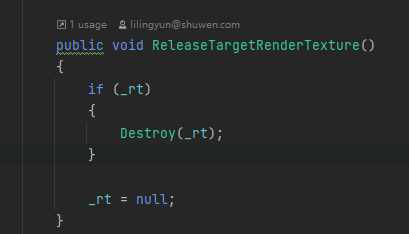 1 usage lilingyun@shuwen.com
public void ReleaseTargetRenderTexture()
{
if (_rt)
{
Destroy(_rt);
}
_rt = null;
}